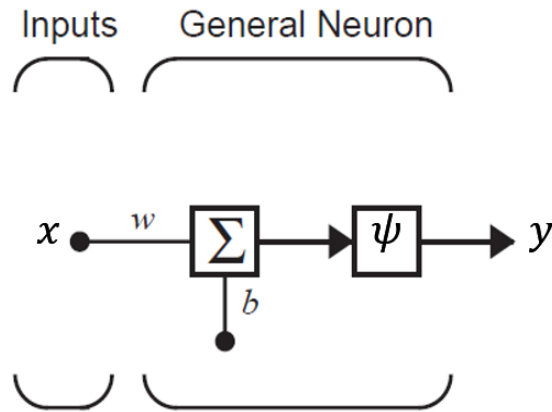 Inputs General Neuron
x w Σ ψ y
b